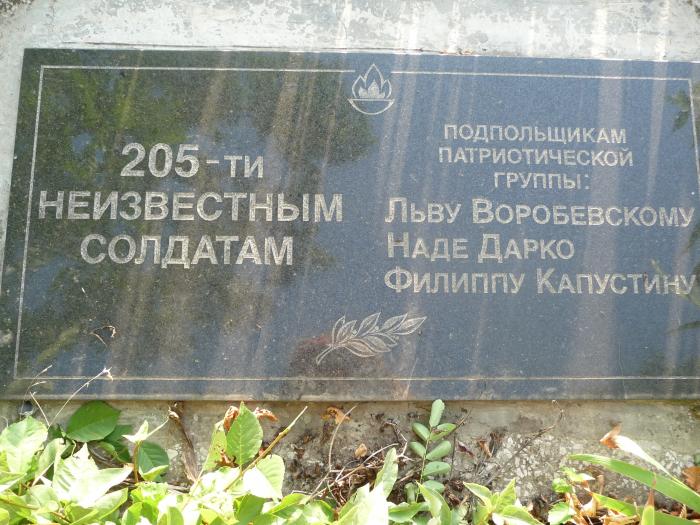 205-ти
НЕИЗВЕСТНЫМ
СОЛДАТАМ
ПОДПОЛЬЩИКАМ
ПАТРИОТИЧЕСКОЙ
ГРУППЫ:
ЛЬВУ ВОРОБЕВСКОМУ
НАДЕ ДАРКО
ФИЛИППУ КАПУСТИНУ